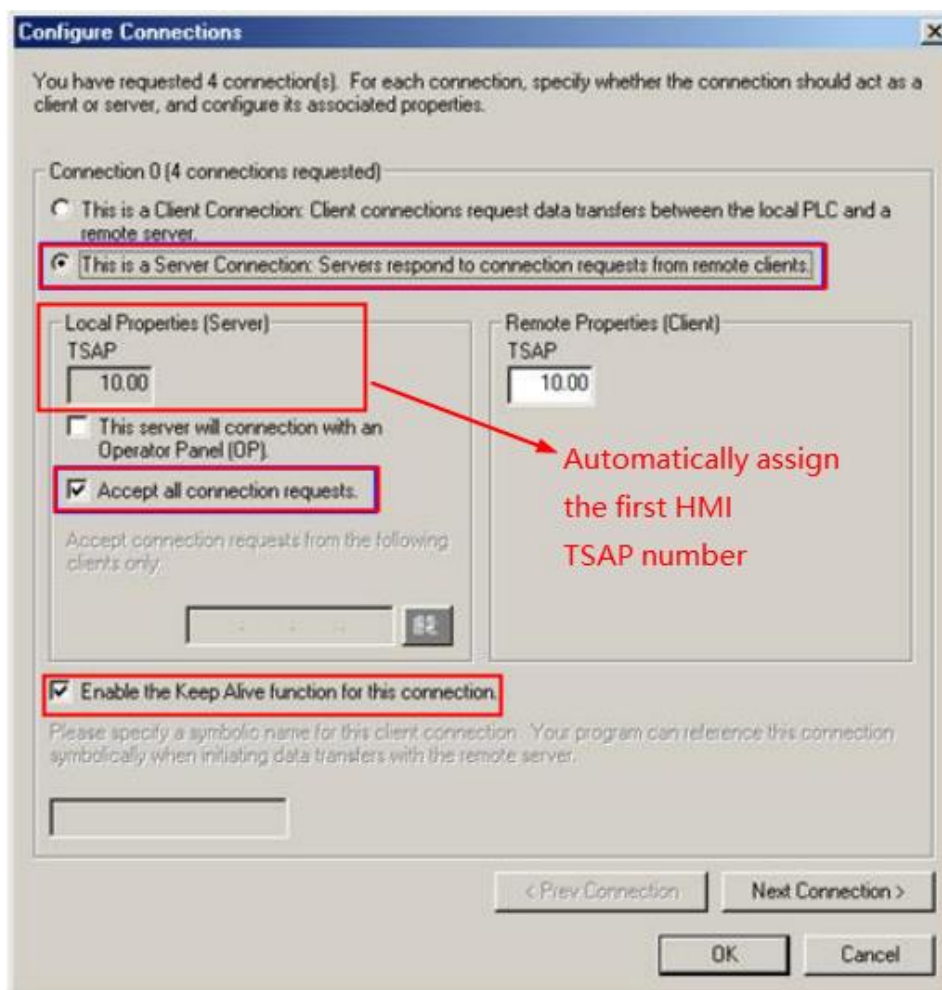 Configure Connections
You have requested 4 connection(s). For each connection, specify whether the connection should act as a
client or server, and configure its associated properties.
Connection 0 (4 connections requested)
This is a Client Connection: Client connections request data transfers between the local PLC and a
remote server.
This is a Server Connection: Servers respond to connection requests from remote clients.
Local Properties (Server)
TSAP
10.00
This server will connection with an
Operator Panel (OP).
Accept all connection requests.
Accept connection requests from the following
clients only:
Remote Properties (Client)
TSAP
10.00
Automatically assign
the first HMI
TSAP number
Enable the Keep Alive function for this connection.
Please specify a symbolic name for this client connection. Your program can reference this connection
symbolically when initiating data transfers with the remote server.
< Prev Connection
Next Connection >
OK
Cancel